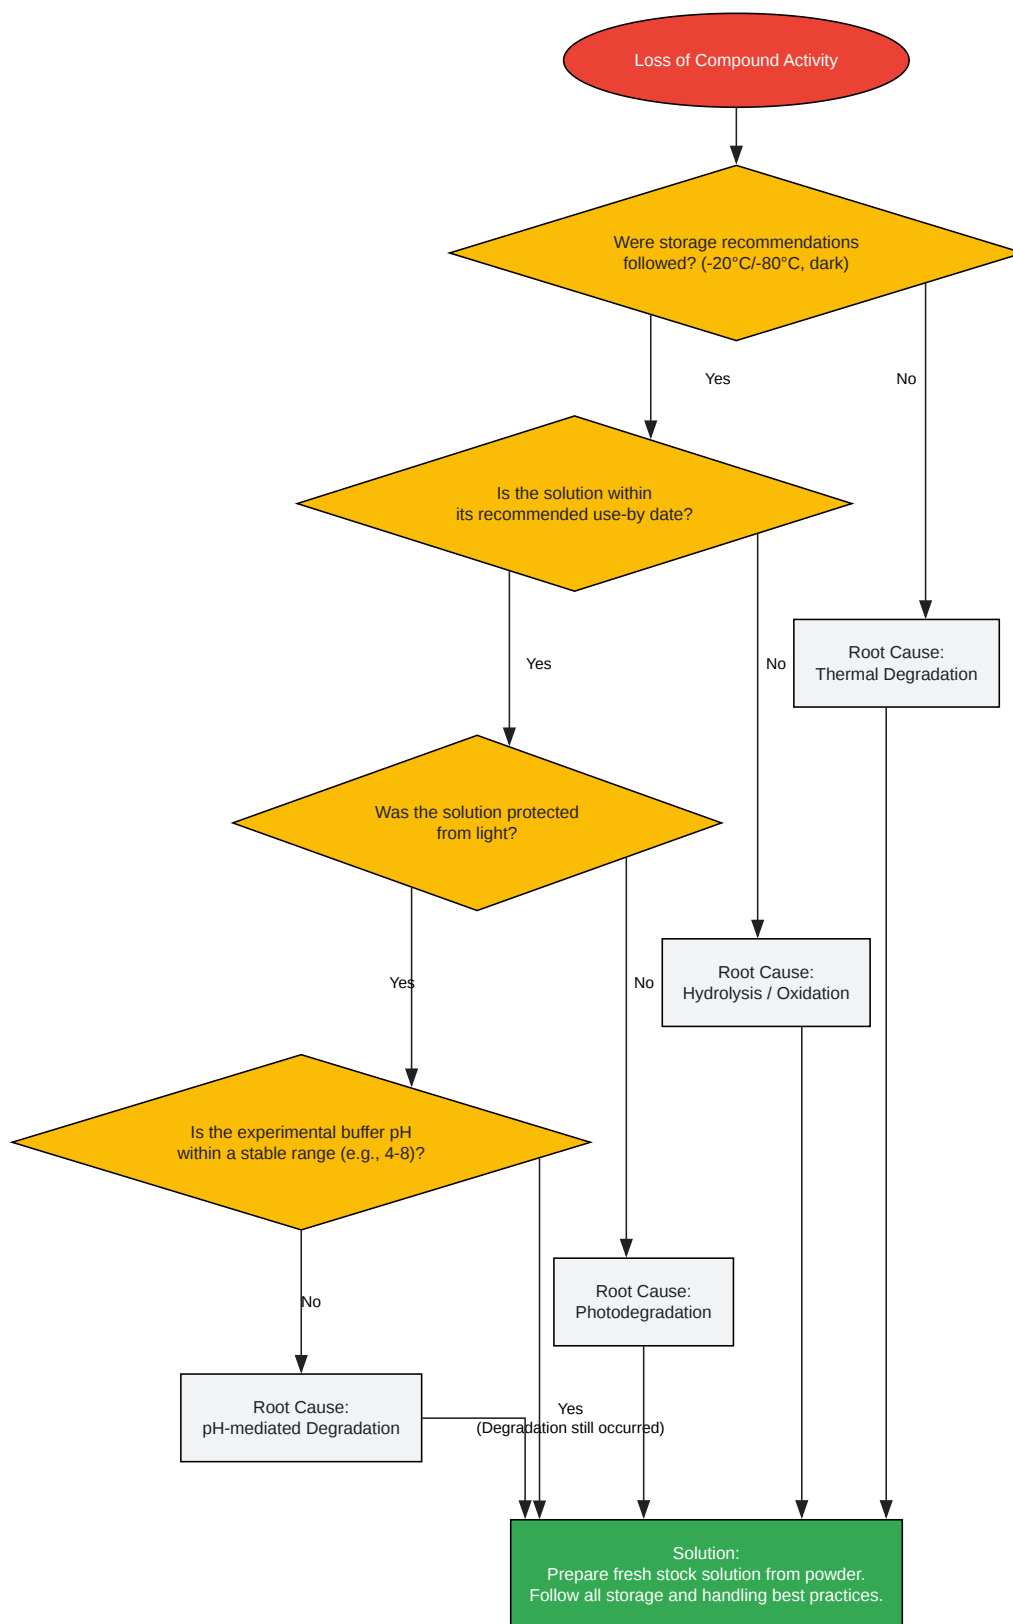 Loss of Compound Activity
Were storage recommendations
followed? (-20°C/-80°C, dark)
Yes
No
Is the solution within
its recommended use-by date?
Yes
No
Root Cause:
Thermal Degradation
Was the solution protected
from light?
Yes
No
Root Cause:
Hydrolysis / Oxidation
Is the experimental buffer pH
within a stable range (e.g., 4-8)?
No
Root Cause:
Photodegradation
Root Cause:
pH-mediated Degradation
Yes
(Degradation still occurred)
Solution:
Prepare fresh stock solution from powder.
Follow all storage and handling best practices.